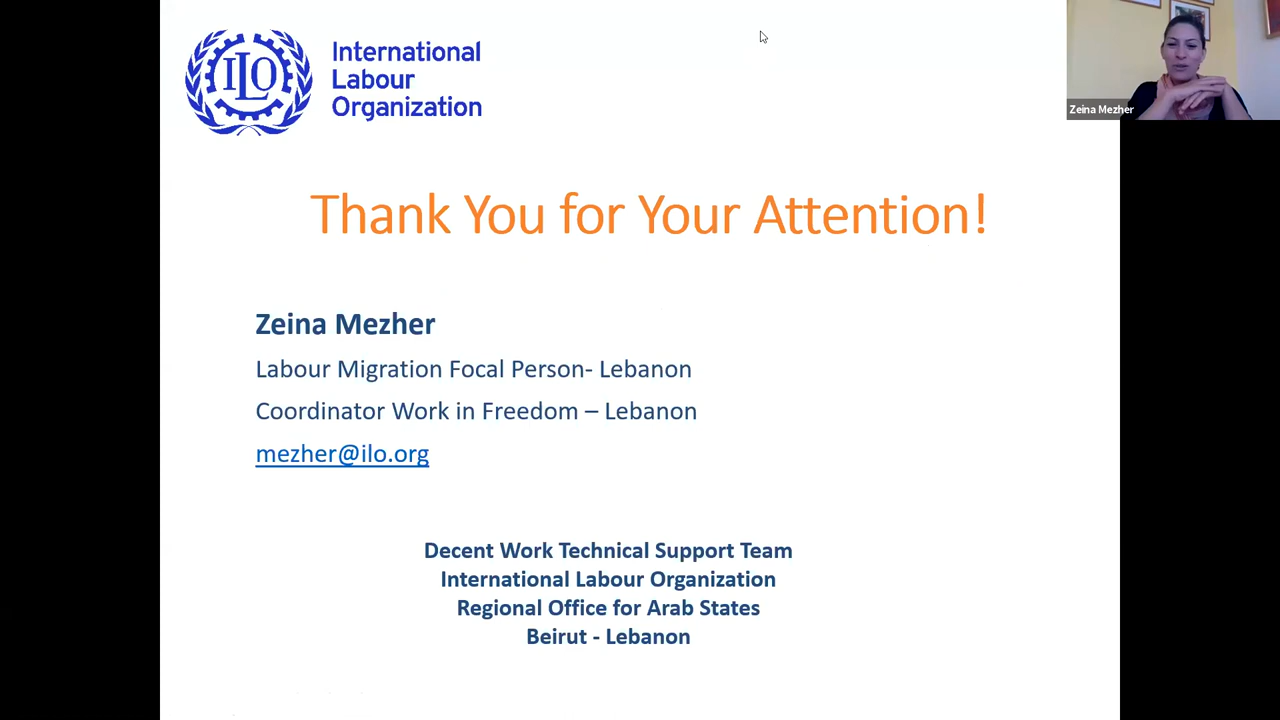 ILO
International
Labour
Organization
Zeina Mezher
Thank You for Your Attention!
Zeina Mezher
Labour Migration Focal Person- Lebanon
Coordinator Work in Freedom – Lebanon
mezher@ilo.org
Decent Work Technical Support Team
International Labour Organization
Regional Office for Arab States
Beirut - Lebanon